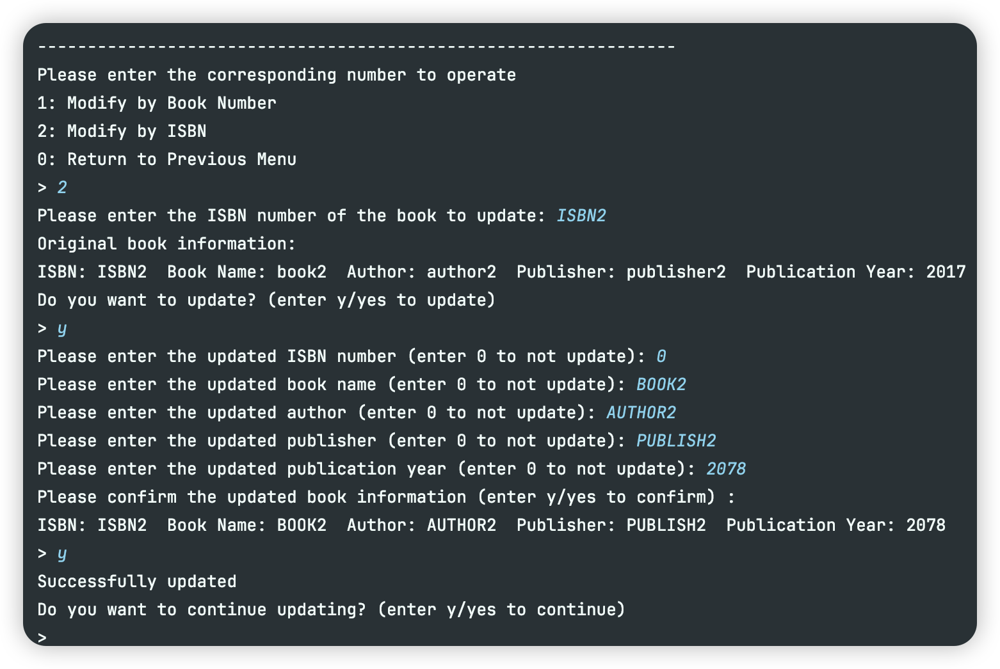 ----------------------------------------------------------------
Please enter the corresponding number to operate
1: Modify by Book Number
2: Modify by ISBN
0: Return to Previous Menu
> 2
Please enter the ISBN number of the book to update: ISBN2
Original book information:
ISBN: ISBN2  Book Name: book2  Author: author2  Publisher: publisher2  Publication Year: 2017
Do you want to update? (enter y/yes to update)
> y
Please enter the updated ISBN number (enter 0 to not update): 0
Please enter the updated book name (enter 0 to not update): BOOK2
Please enter the updated author (enter 0 to not update): AUTHOR2
Please enter the updated publisher (enter 0 to not update): PUBLISH2
Please enter the updated publication year (enter 0 to not update): 2078
Please confirm the updated book information (enter y/yes to confirm) :
ISBN: ISBN2  Book Name: BOOK2  Author: AUTHOR2  Publisher: PUBLISH2  Publication Year: 2078
> y
Successfully updated
Do you want to continue updating? (enter y/yes to continue)
>